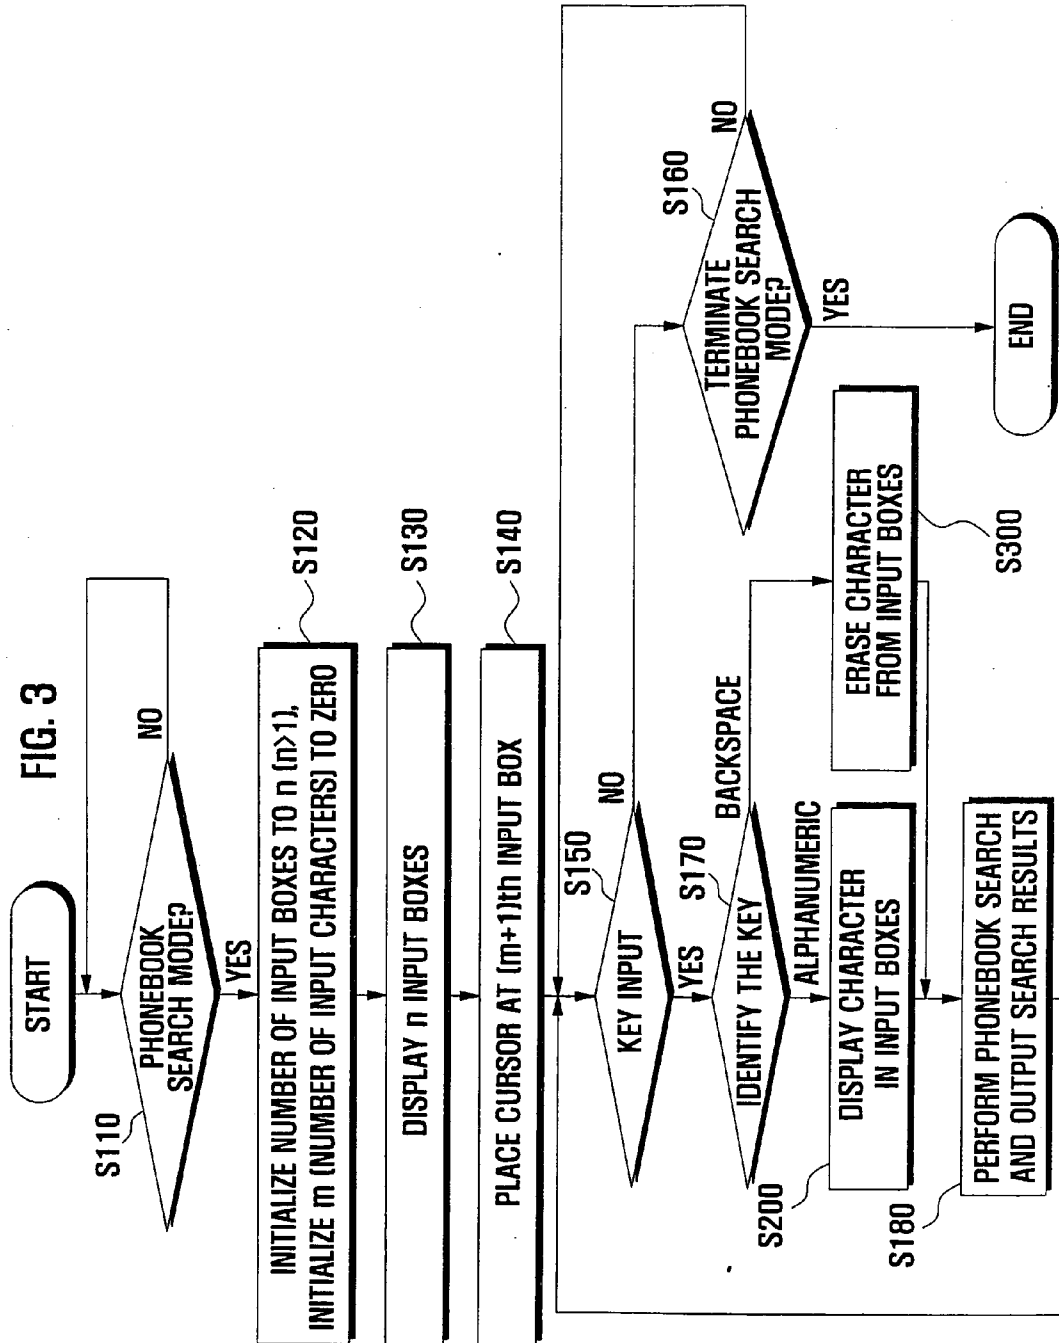 FIG. 3
START
PHONEBOOK
SEARCH MODE?
S110
NO
YES
INITIALIZE NUMBER OF INPUT BOXES TO n (n>1),
INITIALIZE m (NUMBER OF INPUT CHARACTERS) TO ZERO
S120
DISPLAY n INPUT BOXES
S130
PLACE CURSOR AT (m+1)th INPUT BOX
S140
KEY INPUT
S150
NO
YES
IDENTIFY THE KEY
S170
BACKSPACE
ALPHANUMERIC
TERMINATE
PHONEBOOK SEARCH
MODE?
S160
NO
YES
DISPLAY CHARACTER
IN INPUT BOXES
S200
ERASE CHARACTER
FROM INPUT BOXES
S300
END
PERFORM PHONEBOOK SEARCH
AND OUTPUT SEARCH RESULTS
S180